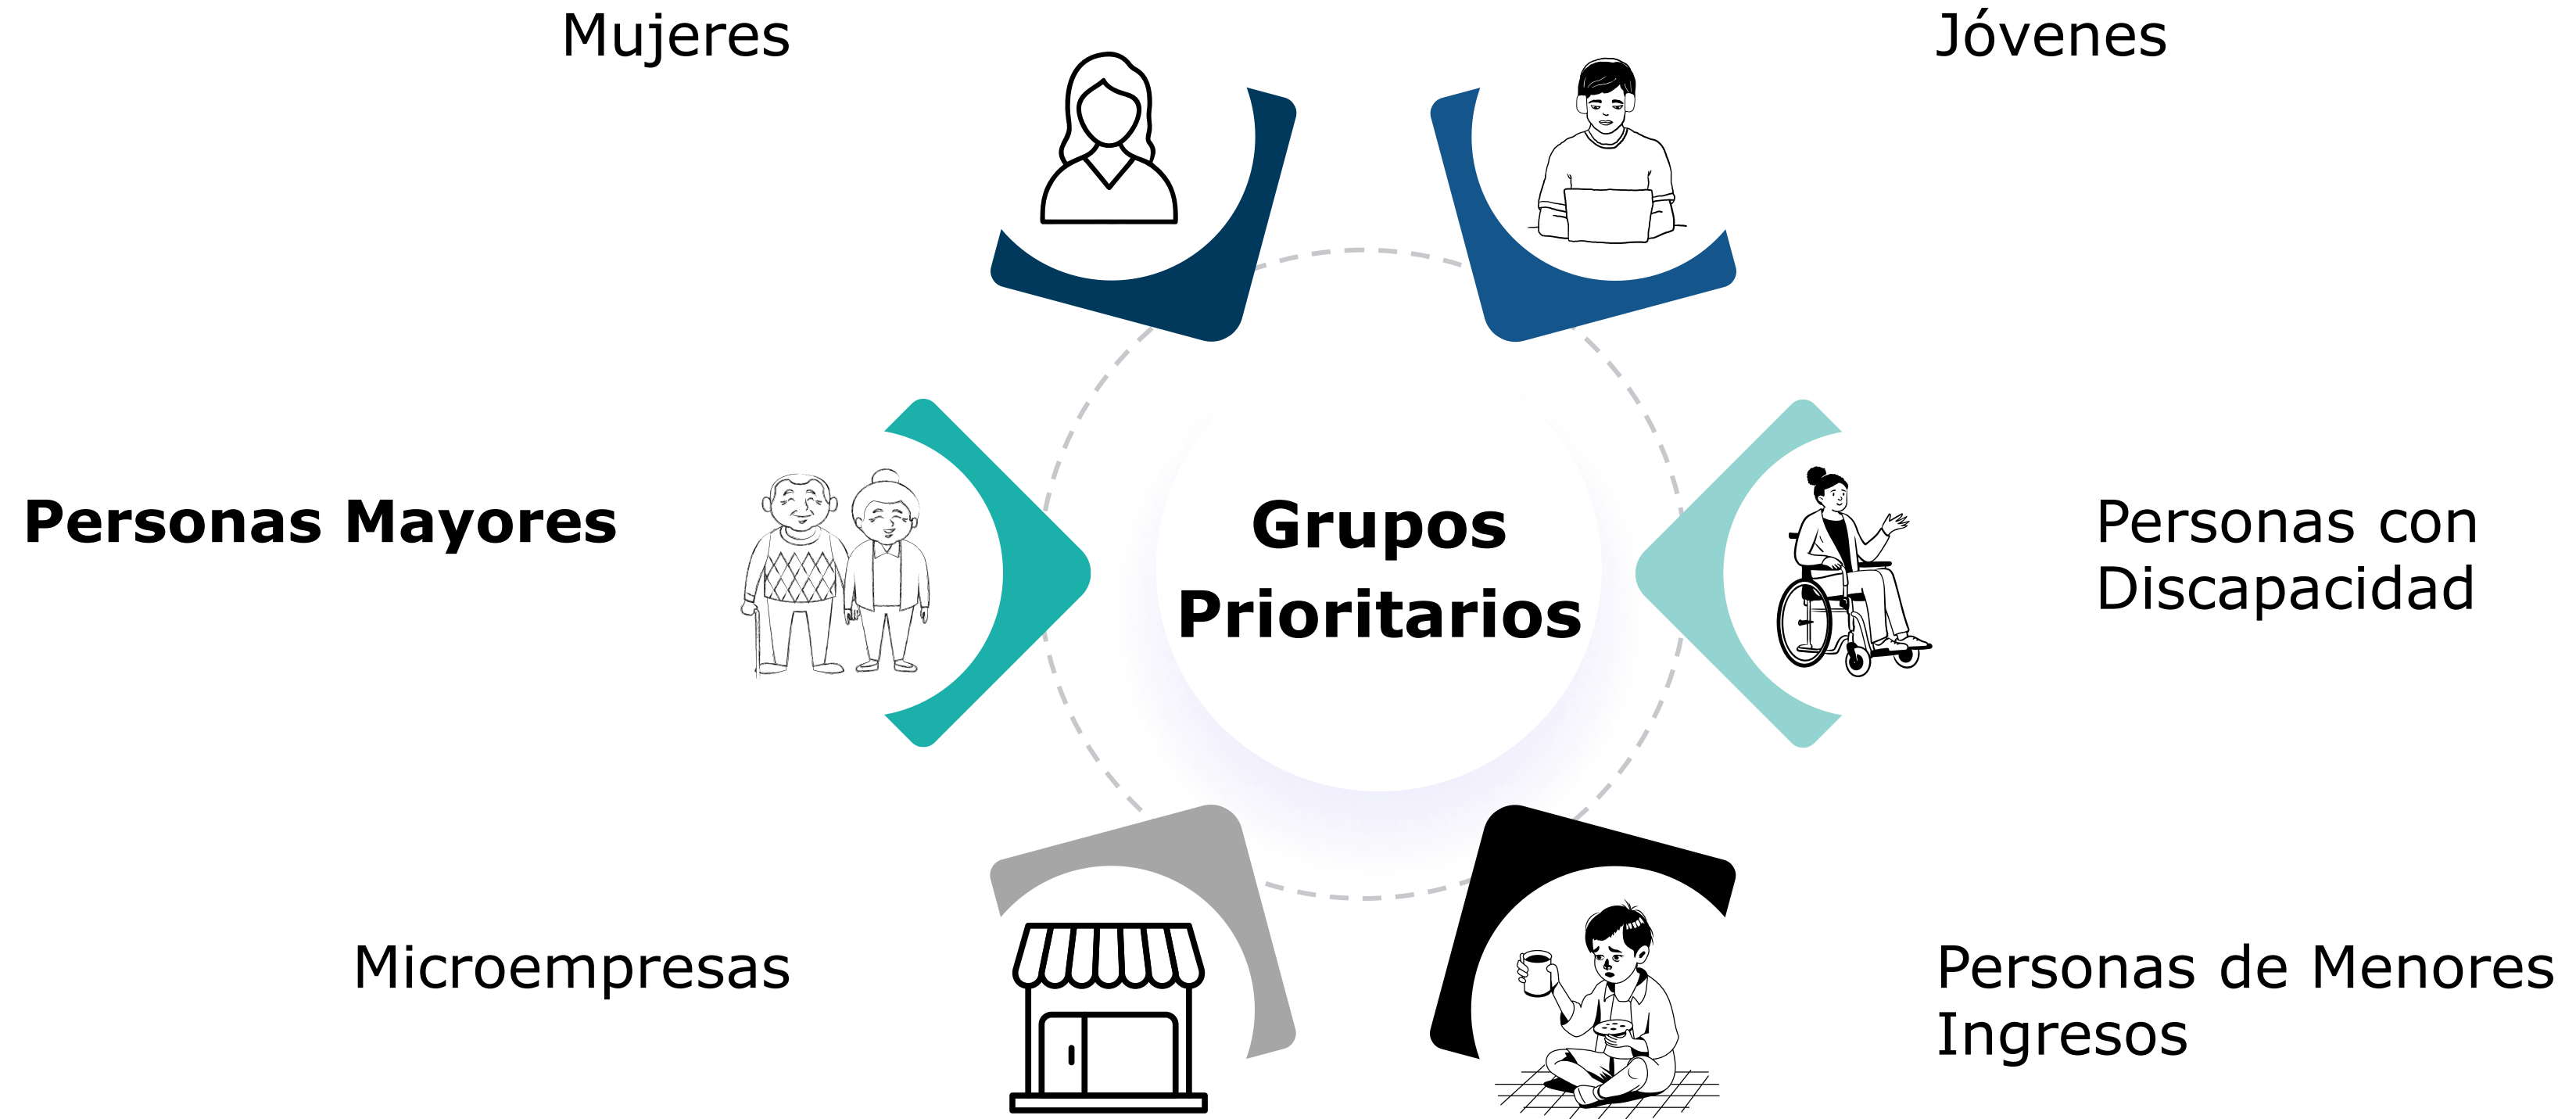 Mujeres
Jóvenes
Personas Mayores
Grupos
Prioritarios
Personas con
Discapacidad
Microempresas
Personas de Menores
Ingresos